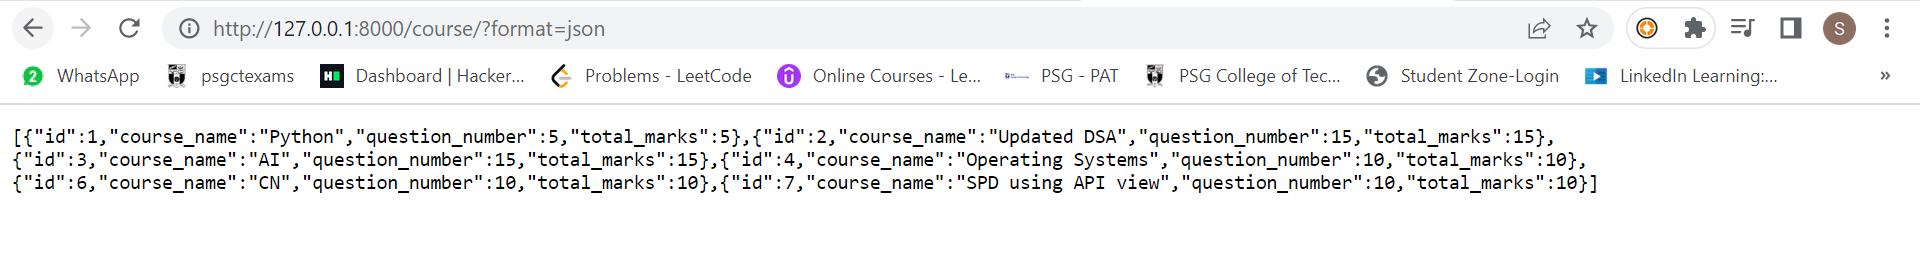 http://127.0.0.1:8000/course/?format=json
S
2 WhatsApp psgctexams H Dashboard | Hacker... Problems - LeetCode Online Courses - Le... PSG - PAT PSG College of Tec... Student Zone-Login LinkedIn Learning:... »
[{"id":1,"course_name":"Python","question_number":5,"total_marks":5},{"id":2,"course_name":"Updated DSA","question_number":15,"total_marks":15},
{"id":3,"course_name":"AI","question_number":15,"total_marks":15},{"id":4,"course_name":"Operating Systems","question_number":10,"total_marks":10},
{"id":6,"course_name":"CN","question_number":10,"total_marks":10},{"id":7,"course_name":"SPD using API view","question_number":10,"total_marks":10}]